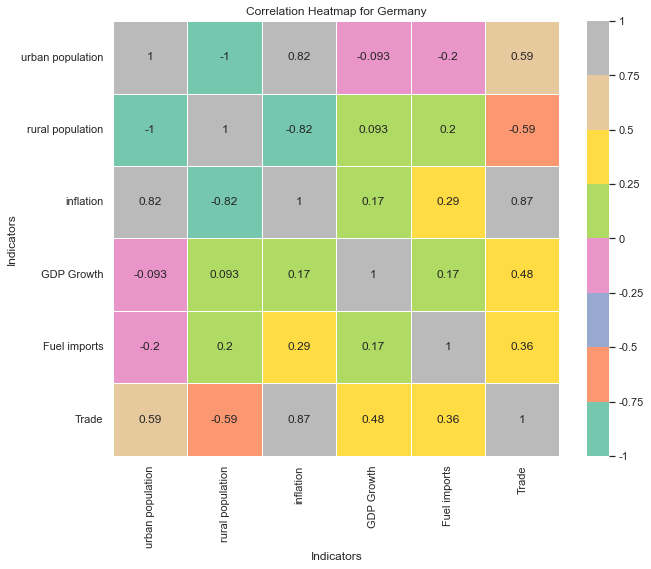 Correlation Heatmap for Germany
urban population 1 -1 0.82 -0.093 -0.2 0.59
rural population -1 1 -0.82 0.093 0.2 -0.59
inflation 0.82 -0.82 1 0.17 0.29 0.87
GDP Growth -0.093 0.093 0.17 1 0.17 0.48
Fuel imports -0.2 0.2 0.29 0.17 1 0.36
Trade 0.59 -0.59 0.87 0.48 0.36 1
Indicators
urban population
rural population
inflation
GDP Growth
Fuel imports
Trade
Indicators
1
0.75
0.5
0.25
0
-0.25
-0.5
-0.75
-1